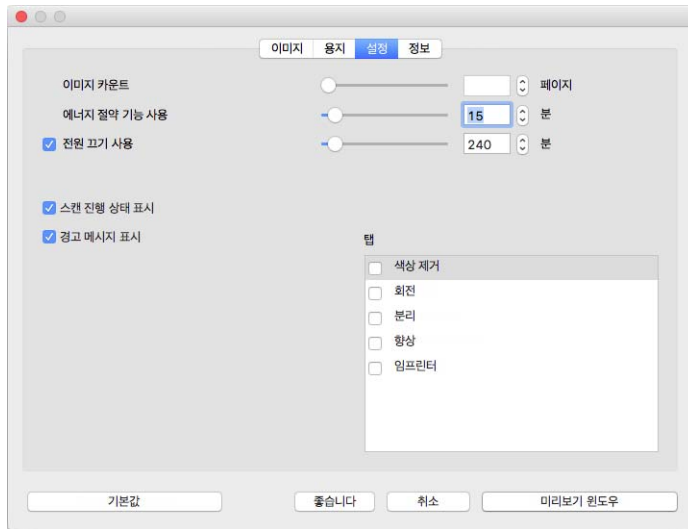 이미지 용지 설정 정보
이미지 카운트 페이지
에너지 절약 기능 사용 15 분
전원 끄기 사용 240 분
스캔 진행 상태 표시
경고 메시지 표시
탭
색상 제거
회전
분리
향상
임프린터
기본값 좋습니다 취소 미리보기 윈도우